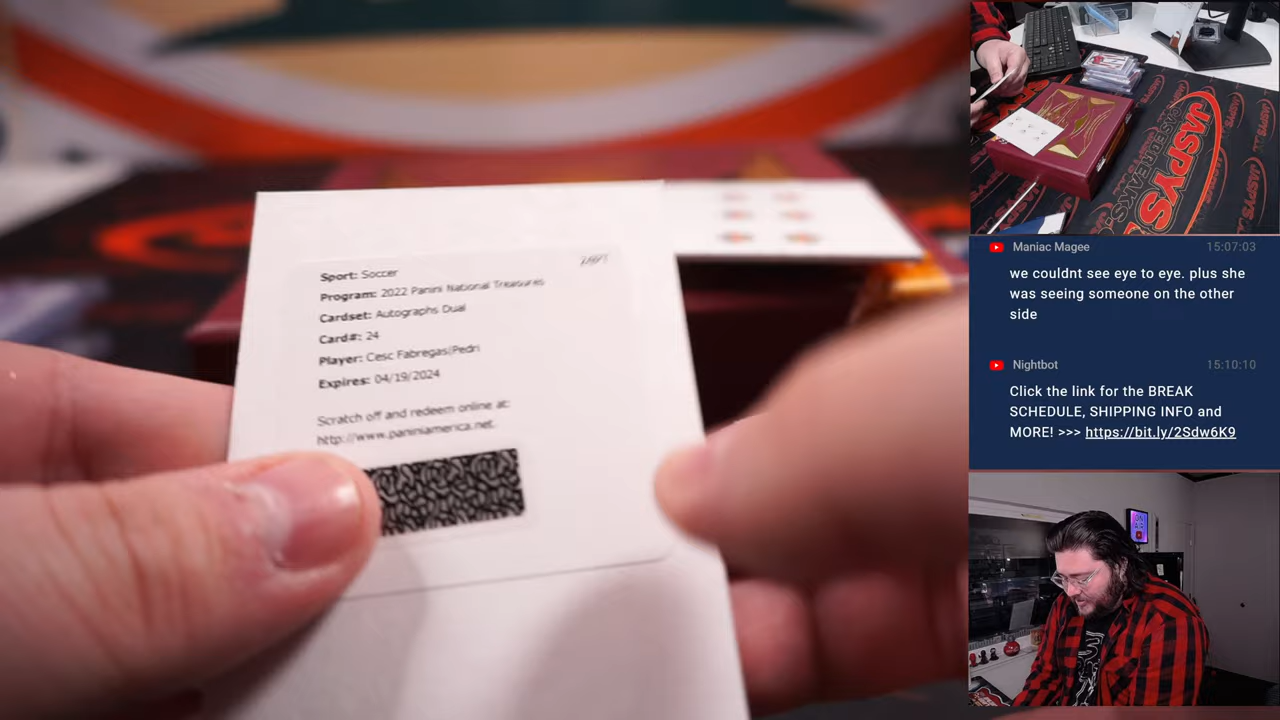 Sport: Soccer
Program: 2022 Panini National Treasures
Cardset: Autographs Dual
Card#: 24
Player: Cesc Fabregas/Pedri
Expires: 04/19/2024
Scratch off and redeem online at:
http://www.paniniamerica.net
JASPYS
CASEBREAKS
Maniac Magee 15:07:03
we couldnt see eye to eye. plus she
was seeing someone on the other
side
Nightbot 15:10:10
Click the link for the BREAK
SCHEDULE, SHIPPING INFO and
MORE! >>> https://bit.ly/2Sdw6K9
ON
AIR